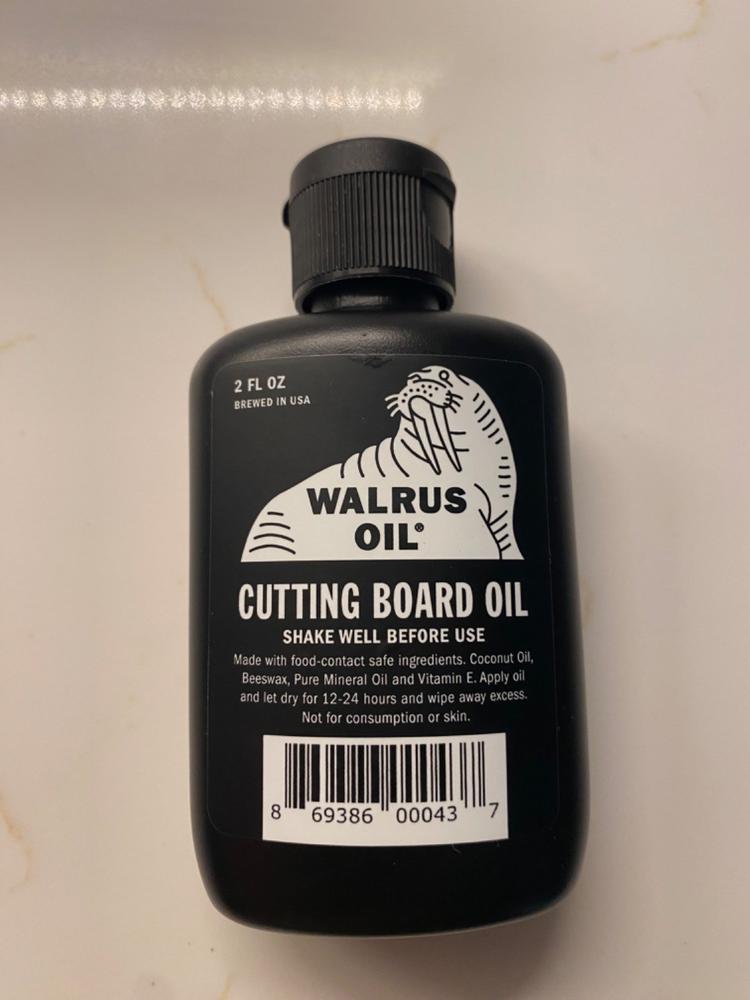 2 FL OZ
BREWED IN USA
WALRUS
OIL®
CUTTING BOARD OIL
SHAKE WELL BEFORE USE
Made with food-contact safe ingredients. Coconut Oil,
Beeswax, Pure Mineral Oil and Vitamin E. Apply oil
and let dry for 12-24 hours and wipe away excess.
Not for consumption or skin.
8 69386 00043 7